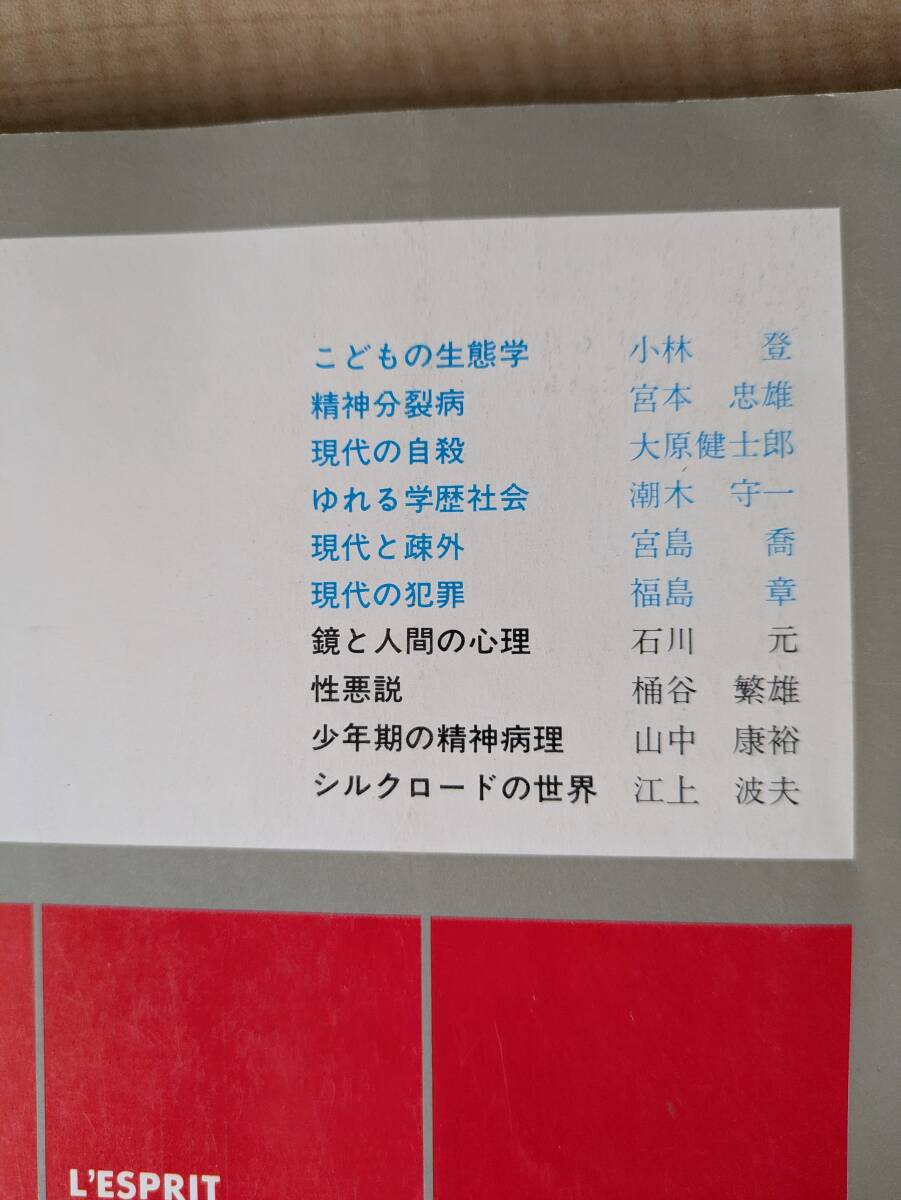 こどもの生態学 小林 登
精神分裂病 宮本 忠雄
現代の自殺 大原健士郎
ゆれる学歴社会 潮木 守一
現代と疎外 宮島 喬
現代の犯罪 福島 章
鏡と人間の心理 石川 元
性悪説 桶谷 繁雄
少年期の精神病理 山中 康裕
シルクロードの世界 江上 波夫
L'ESPRIT